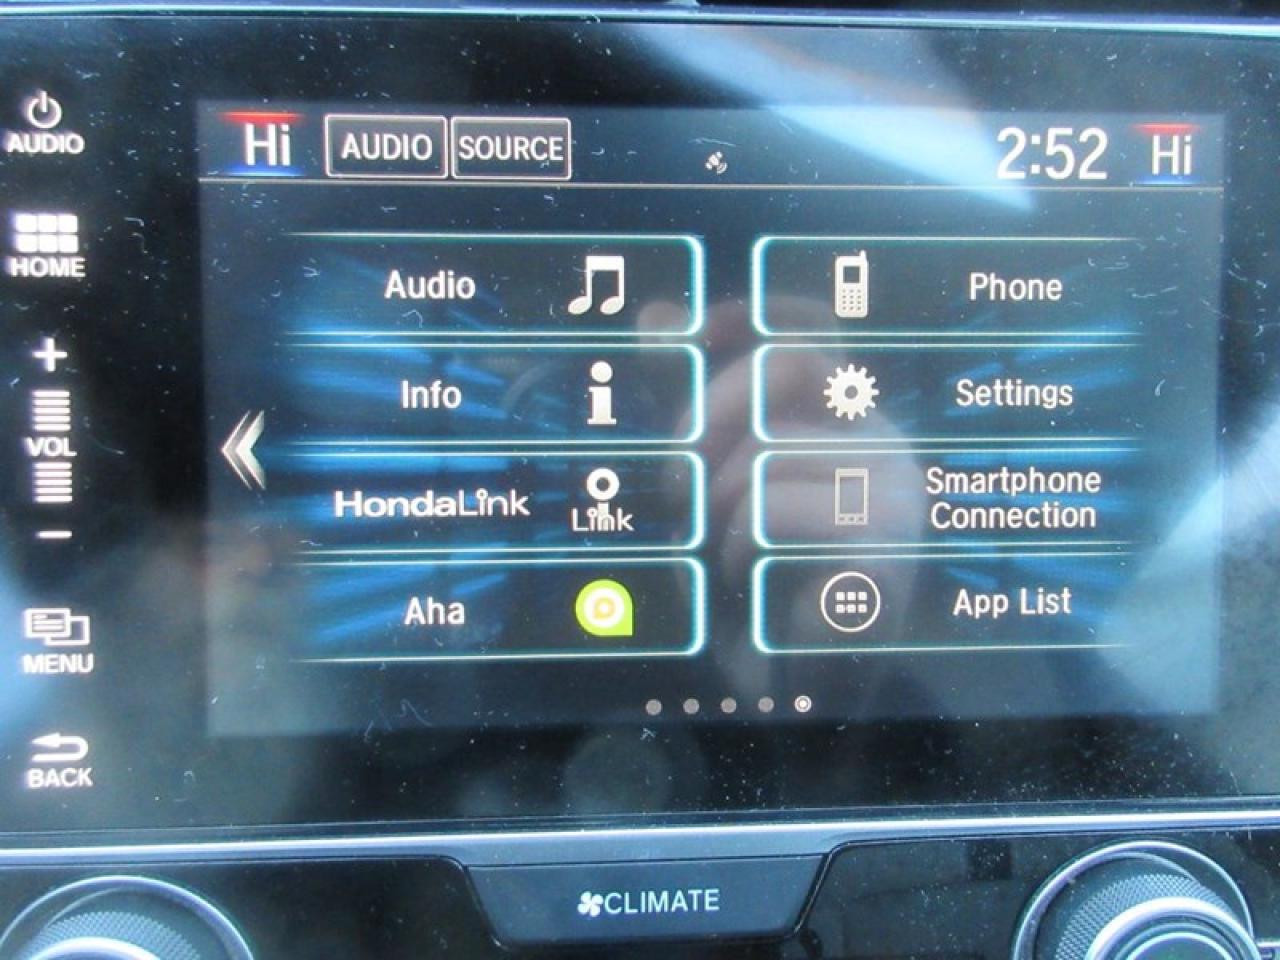 AUDIO
HOME
+
VOL
−
MENU
BACK
Hi AUDIO SOURCE 2:52 Hi
Audio Phone
Info i Settings
HondaLink Link Smartphone Connection
Aha App List
CLIMATE